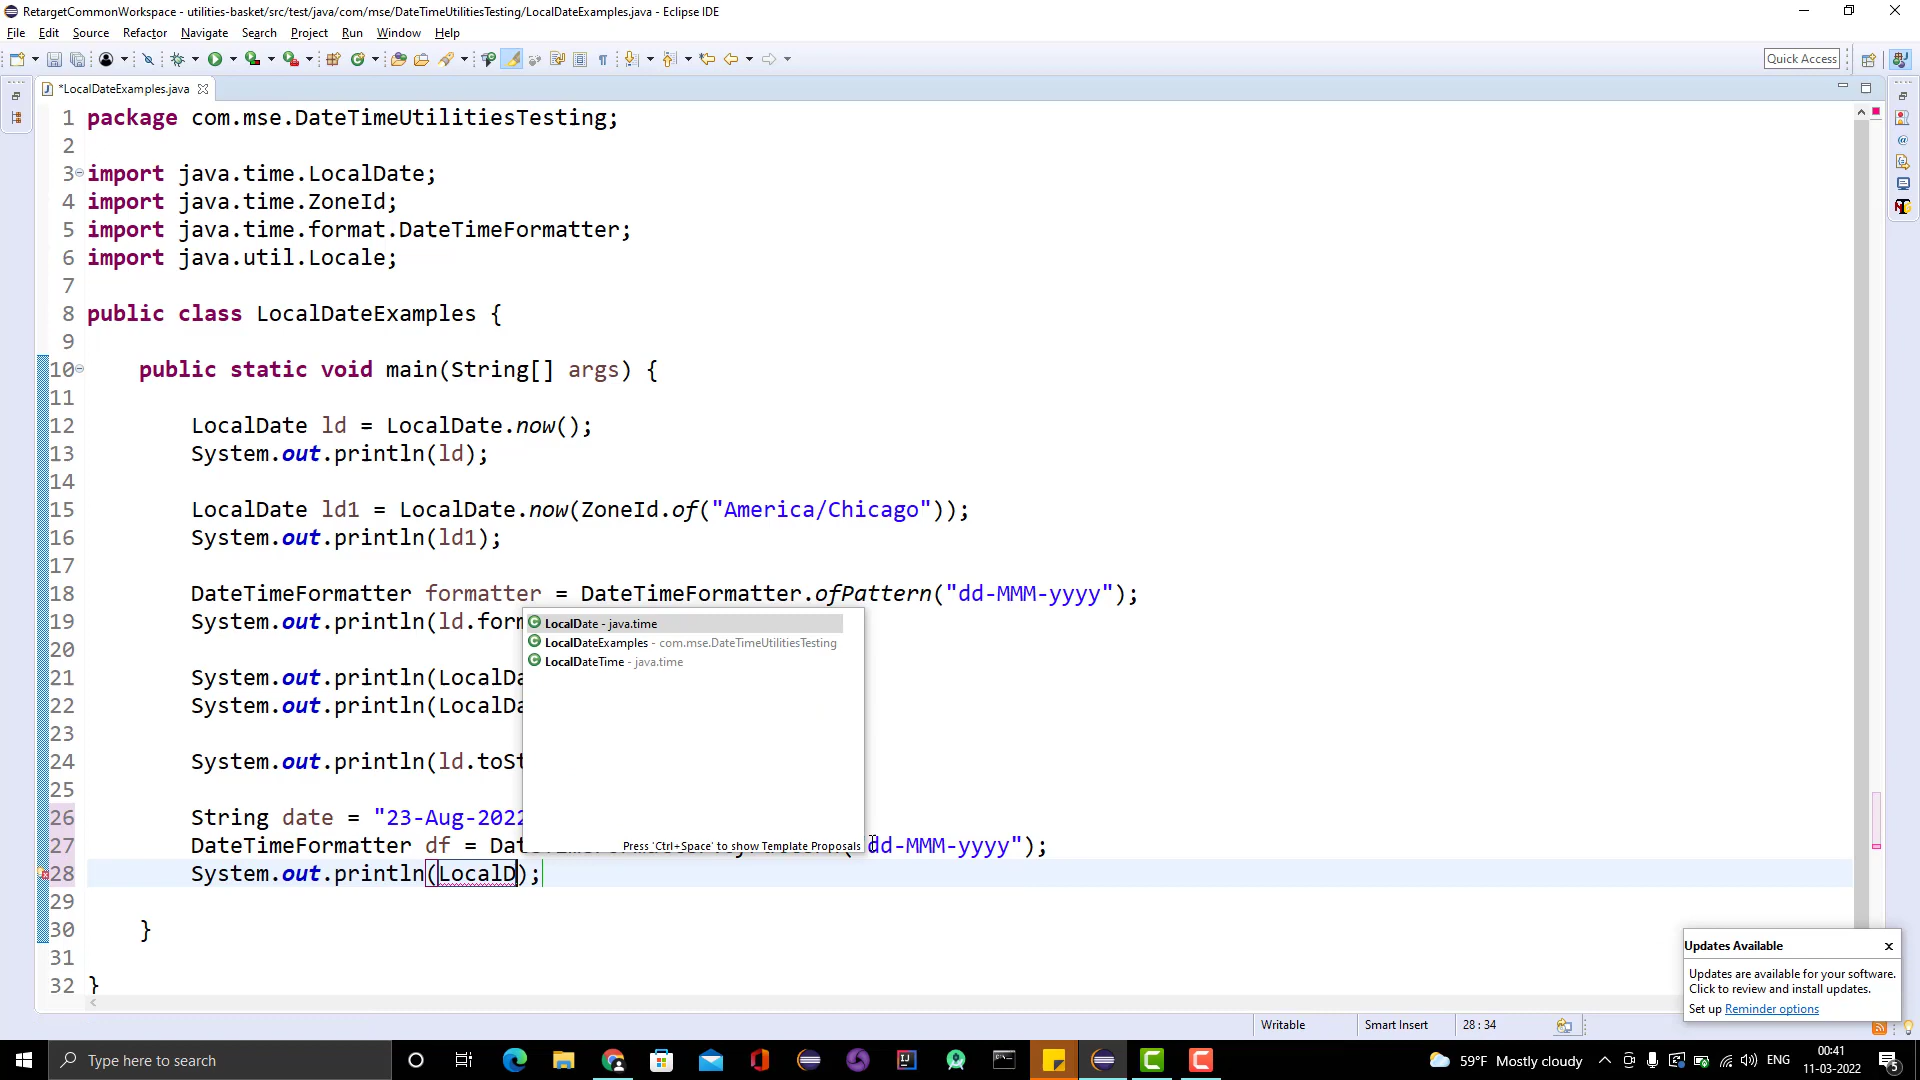 RetargetCommonWorkspace - utilities-basket/src/test/java/com/mse/DateTimeUtilitiesTesting/LocalDateExamples.java - Eclipse IDE
File Edit Source Refactor Navigate Search Project Run Window Help
Quick Access
*LocalDateExamples.java
1 package com.mse.DateTimeUtilitiesTesting;
2
3 import java.time.LocalDate;
4 import java.time.ZoneId;
5 import java.time.format.DateTimeFormatter;
6 import java.util.Locale;
7
8 public class LocalDateExamples {
9
10 public static void main(String[] args) {
11
12 LocalDate ld = LocalDate.now();
13 System.out.println(ld);
14
15 LocalDate ld1 = LocalDate.now(ZoneId.of("America/Chicago"));
16 System.out.println(ld1);
17
18 DateTimeFormatter formatter = DateTimeFormatter.ofPattern("dd-MMM-yyyy");
19 System.out.println(ld.form
LocalDate - java.time
LocalDateExamples - com.mse.DateTimeUtilitiesTesting
LocalDateTime - java.time
20
21 System.out.println(LocalDa
22 System.out.println(LocalDa
23
24 System.out.println(ld.toSt
25
26 String date = "23-Aug-2022
27 DateTimeFormatter df = Dat dd-MMM-yyyy");
Press 'Ctrl+Space' to show Template Proposals
28 System.out.println(LocalD);
29
30 }
31
32 }
Updates Available
Updates are available for your software.
Click to review and install updates.
Set up Reminder options
Writable Smart Insert 28 : 34
Type here to search
59°F Mostly cloudy
ENG
00:41
11-03-2022
5